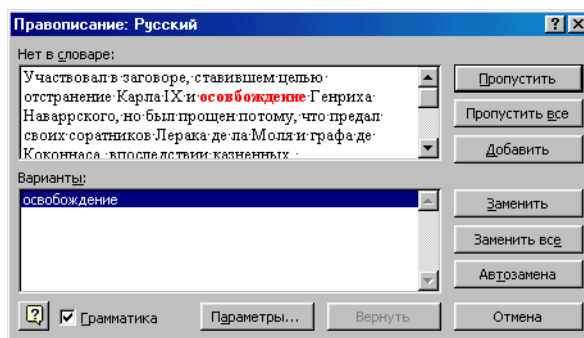 Правописание: Русский
Нет в словаре:
Участвовал·в·заговоре,·ставившем·целью·
отстранение·Карла·IX·и·осовбождение·Генриха·
Наваррского,·но·был·прощен·потому,·что·предал·
своих·соратников·Лерака·де·ла·Моля·и·графа·де·
Коконнаса,·впоследствии·казненных.·
Пропустить
Пропустить все
Добавить
Варианты:
освобождение
Заменить
Заменить все
Автозамена
Грамматика
Параметры...
Вернуть
Отмена